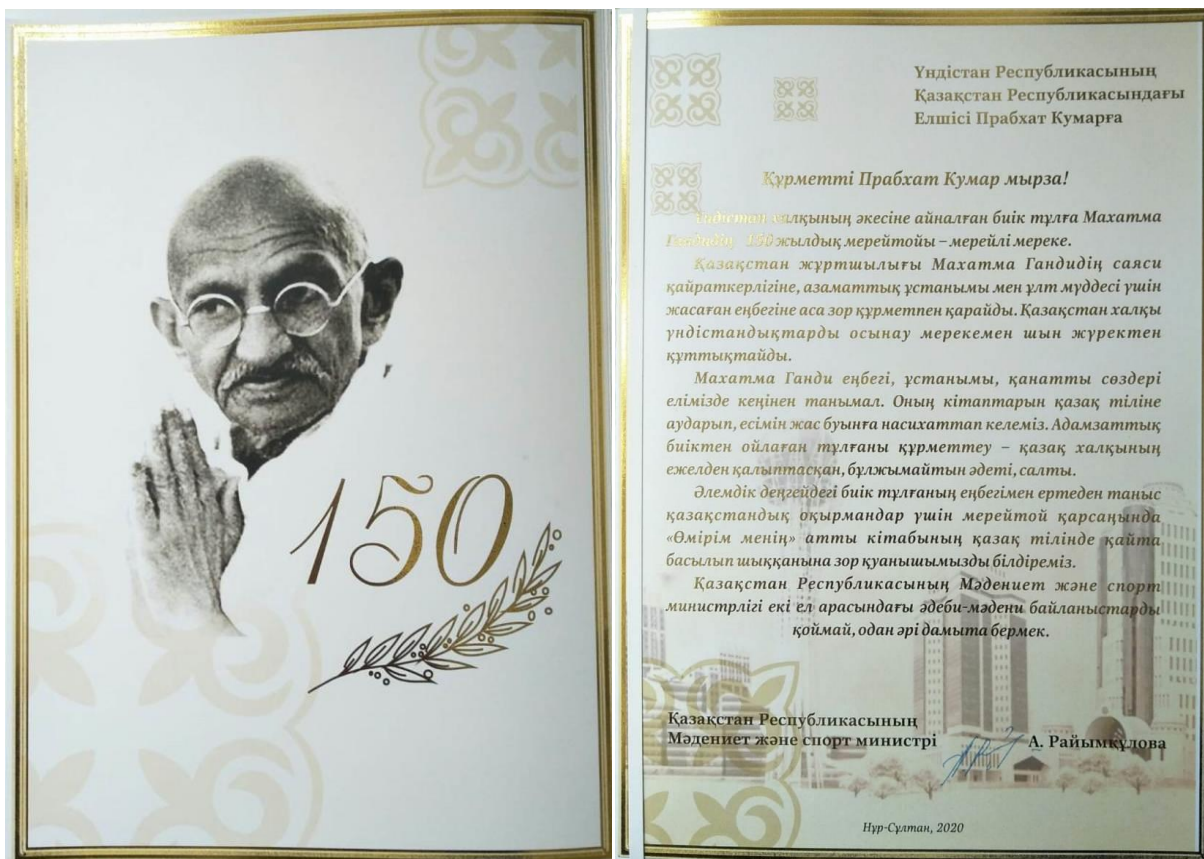 150
Үндістан Республикасының
Қазақстан Республикасындағы
Елшісі Прабхат Кумарға
Құрметті Прабхат Кумар мырза!
Үндістан халқының әкесіне айналған биік тұлға Махатма
Гандидің 150 жылдық мерейтойы – мерейлі мереке.
Қазақстан жұртшылығы Махатма Гандидің саяси
қайраткерлігіне, азаматтық ұстанымы мен ұлт мүддесі үшін
жасаған еңбегіне аса зор құрметпен қарайды. Қазақстан халқы
үндістандықтарды осынау мерекемен шын жүректен
құттықтайды.
Махатма Ганди еңбегі, ұстанымы, қанатты сөздері
елімізде кеңінен танымал. Оның кітаптарын қазақ тіліне
аударып, есімін жас буынға насихаттап келеміз. Адамзаттық
биіктен ойлаған тұлғаны құрметтеу – қазақ халқының
ежелден қалыптасқан, бұлжымайтын әдеті, салты.
Әлемдік деңгейдегі биік тұлғаның еңбегімен ертеден таныс
қазақстандық оқырмандар үшін мерейтой қарсаңында
«Өмірім менің» атты кітабының қазақ тілінде қайта
басылып шыққанына зор қуанышымызды білдіреміз.
Қазақстан Республикасының Мәдениет және спорт
министрлігі екі ел арасындағы әдеби-мәдени байланыстарды
қоймай, одан әрі дамыта бермек.
Қазақстан Республикасының
Мәдениет және спорт министрі А. Райымқұлова
Нұр-Сұлтан, 2020